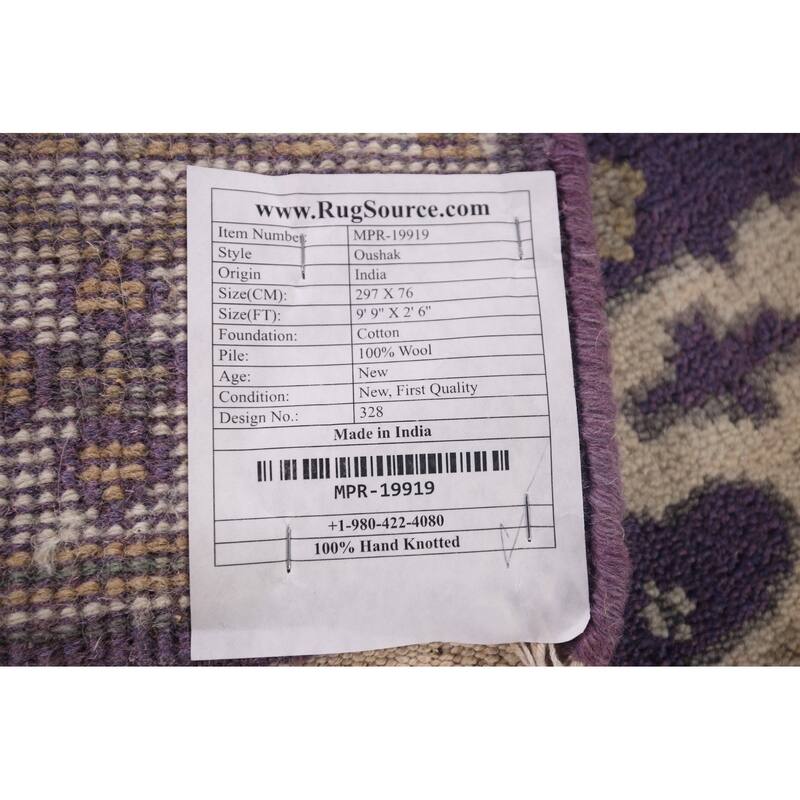 www.RugSource.com
Item Number: MPR-19919
Style Oushak
Origin India
Size(CM): 297 X 76
Size(FT): 9' 9" X 2' 6"
Foundation: Cotton
Pile: 100% Wool
Age: New
Condition: New, First Quality
Design No.: 328
Made in India
MPR-19919
+1-980-422-4080
100% Hand Knotted